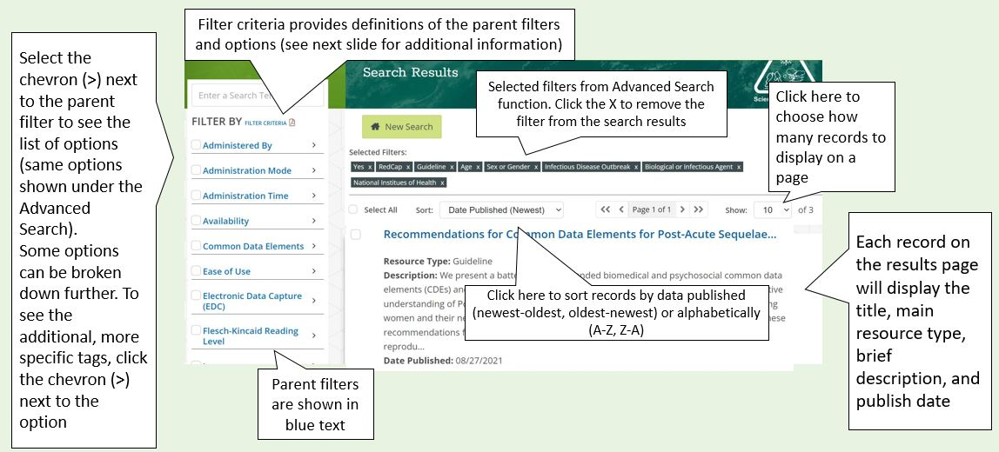 Filter criteria provides definitions of the parent filters
and options (see next slide for additional information)
Select the
chevron (>) next
to the parent
filter to see the
list of options
(same options
shown under the
Advanced
Search).
Some options
can be broken
down further. To
see the
additional, more
specific tags, click
the chevron (>)
next to the
option
Enter a Search Te
FILTER BY FILTER CRITERIA
Administered By >
Administration Mode >
Administration Time >
Availability >
Common Data Elements >
Ease of Use >
Electronic Data Capture
(EDC) >
Flesch-Kincaid Reading
Level >
Parent filters
are shown in
blue text
Search Results
Selected filters from Advanced Search
function. Click the X to remove the
filter from the search results
Click here to
choose how
many records to
display on a
page
New Search
Selected Filters:
Yes x RedCap x Guideline x Age x Sex or Gender x Infectious Disease Outbreak x Biological or Infectious Agent x
National Institues of Health x
Select All Sort: Date Published (Newest) << < Page 1 of 1 > >> Show: 10 of 3
Recommendations for Common Data Elements for Post-Acute Sequelae...
Resource Type: Guideline
Description: We present a batte nded biomedical and psychosocial common data
elements (CDEs) an
understanding of Po
women and their ne
recommendations f
reprodu...
Date Published: 08/27/2021
Click here to sort records by data published
(newest-oldest, oldest-newest) or alphabetically
(A-Z, Z-A)
Each record on
the results page
will display the
title, main
resource type,
brief
description, and
publish date